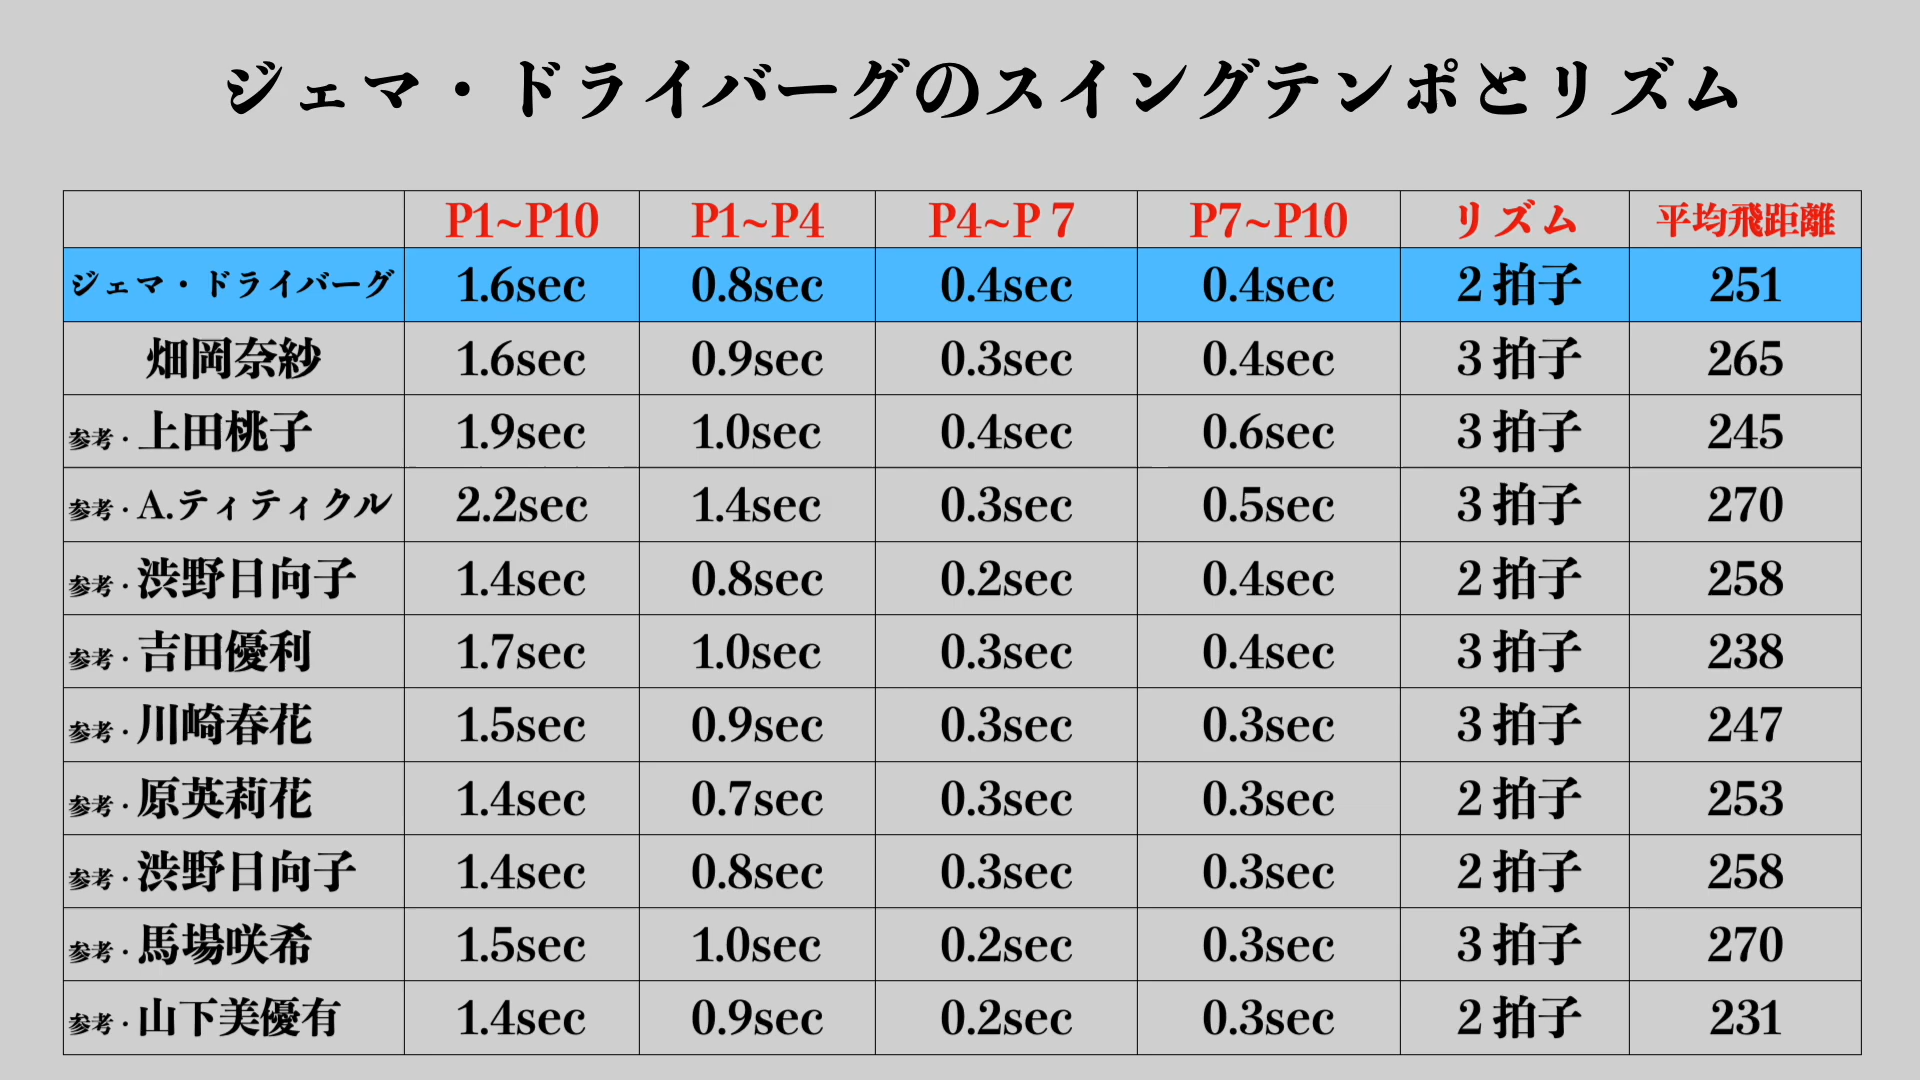 ジェマ・ドライバーグのスイングテンポとリズム
P1~P10 P1~P4 P4~P 7 P7~P10 リズム 平均飛距離
ジェマ・ドライバーグ 1.6sec 0.8sec 0.4sec 0.4sec 2 拍子 251
畑岡奈紗 1.6sec 0.9sec 0.3sec 0.4sec 3 拍子 265
参考・上田桃子 1.9sec 1.0sec 0.4sec 0.6sec 3 拍子 245
参考・A.ティティクル 2.2sec 1.4sec 0.3sec 0.5sec 3 拍子 270
参考・渋野日向子 1.4sec 0.8sec 0.2sec 0.4sec 2 拍子 258
参考・吉田優利 1.7sec 1.0sec 0.3sec 0.4sec 3 拍子 238
参考・川崎春花 1.5sec 0.9sec 0.3sec 0.3sec 3 拍子 247
参考・原英莉花 1.4sec 0.7sec 0.3sec 0.3sec 2 拍子 253
参考・渋野日向子 1.4sec 0.8sec 0.3sec 0.3sec 2 拍子 258
参考・馬場咲希 1.5sec 1.0sec 0.2sec 0.3sec 3 拍子 270
参考・山下美優有 1.4sec 0.9sec 0.2sec 0.3sec 2 拍子 231